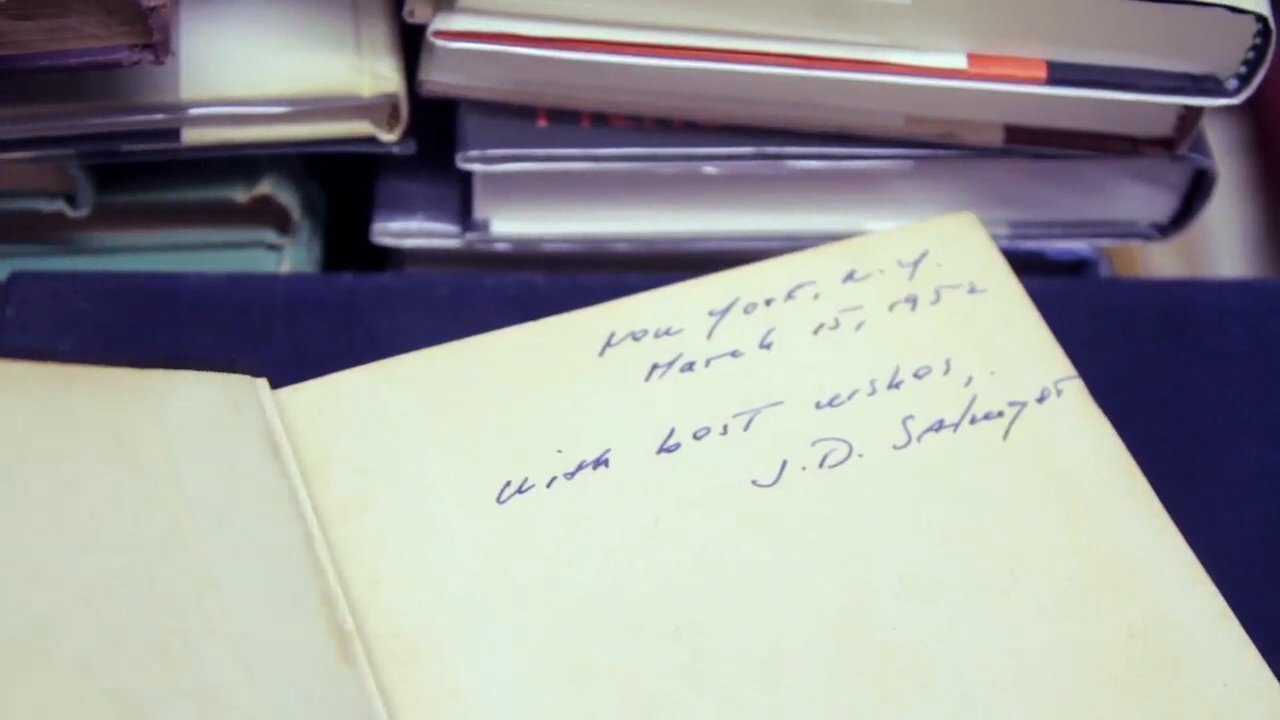 New York, N.Y.
March 15, 1952
With best wishes,
J.D. Salinger